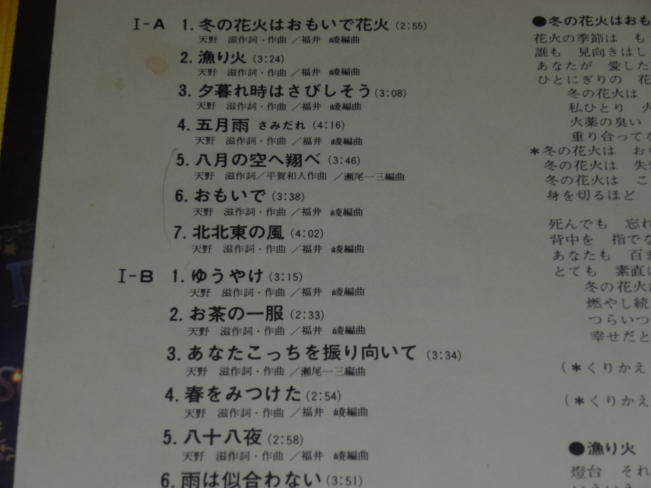 I-A 1.冬の花火はおもいで花火(2:55)
天野 滋作詞・作曲／福井 崚編曲
2.漁り火(3:24)
天野 滋作詞・作曲／福井 崚編曲
3.夕暮れ時はさびしそう(3:08)
天野 滋作詞・作曲／福井 崚編曲
4.五月雨 さみだれ(4:16)
天野 滋作詞・作曲／福井 崚編曲
5.八月の空へ翔べ(3:46)
天野 滋作詞／平賀和人作曲／瀬尾一三編曲
6.おもいで(3:38)
天野 滋作詞・作曲／福井 崚編曲
7.北北東の風(4:02)
天野 滋作詞・作曲／福井 崚編曲
I-B 1.ゆうやけ(3:15)
天野 滋作詞・作曲／福井 崚編曲
2.お茶の一服(2:33)
天野 滋作詞・作曲／福井 崚編曲
3.あなたこっちを振り向いて(3:34)
天野 滋作詞・作曲／瀬尾一三編曲
4.春をみつけた(2:54)
天野 滋作詞・作曲／福井 崚編曲
5.八十八夜(2:58)
天野 滋作詞・作曲／福井 崚編曲
6.雨は似合わない(3:51)
●冬の花火はおも
花火の季節は も
誰も 見向きはし
あなたが 愛した
ひとにぎりの 花
冬の花火は
私ひとり 火
火薬の臭い
重り合って
*冬の花火は お
冬の花火は 失
冬の花火は こ
身を切るほど
死んでも 忘れ
背中を 指でな
あなたも 百ま
とても 素直に
冬の花火
燃やし続
つらいつ
幸せだと
(*くりかえ
(*くりかえ
●漁り火
燈台 それ